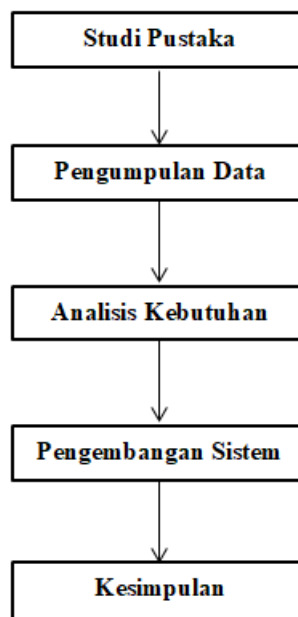 Studi Pustaka
Pengumpulan Data
Analisis Kebutuhan
Pengembangan Sistem
Kesimpulan